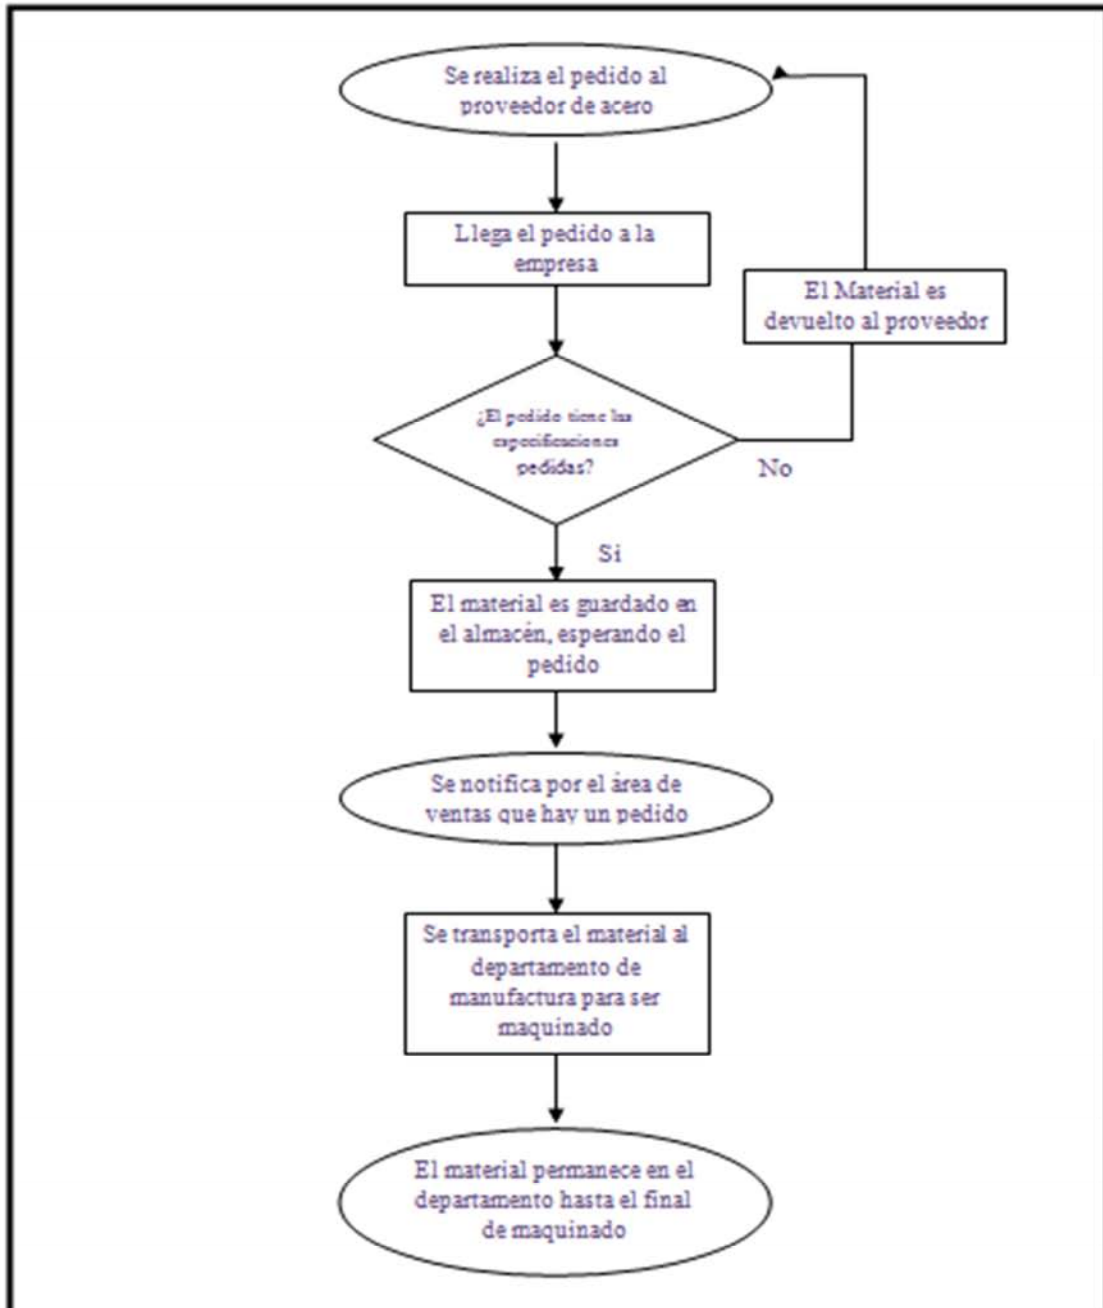 Se realiza el pedido al
proveedor de acero
Llega el pedido a la
empresa
El Material es
devuelto al proveedor
¿El pedido tiene las
especificaciones
pedidas?
No
Si
El material es guardado en
el almacén, esperando el
pedido
Se notifica por el área de
ventas que hay un pedido
Se transporta el material al
departamento de
manufactura para ser
maquinado
El material permanece en el
departamento hasta el final
de maquinado